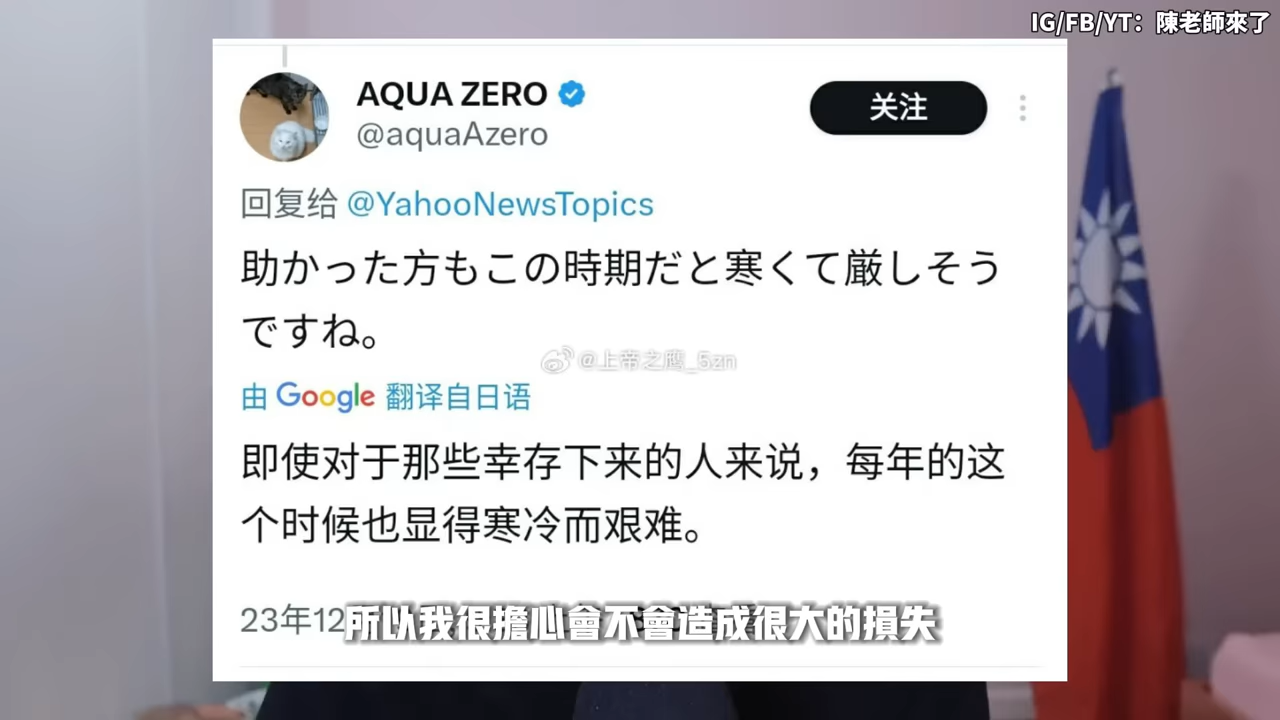 IG/FB/YT：陳老師來了
AQUA ZERO
@aquaAzero
关注
回复给 @YahooNewsTopics
助かった方もこの時期だと寒くて厳しそう
ですね。
@上帝之鹰_5zn
由 Google 翻译自日语
即使对于那些幸存下来的人来说，每年的这
个时候也显得寒冷而艰难。
23年12
所以我很擔心會不會造成很大的損失